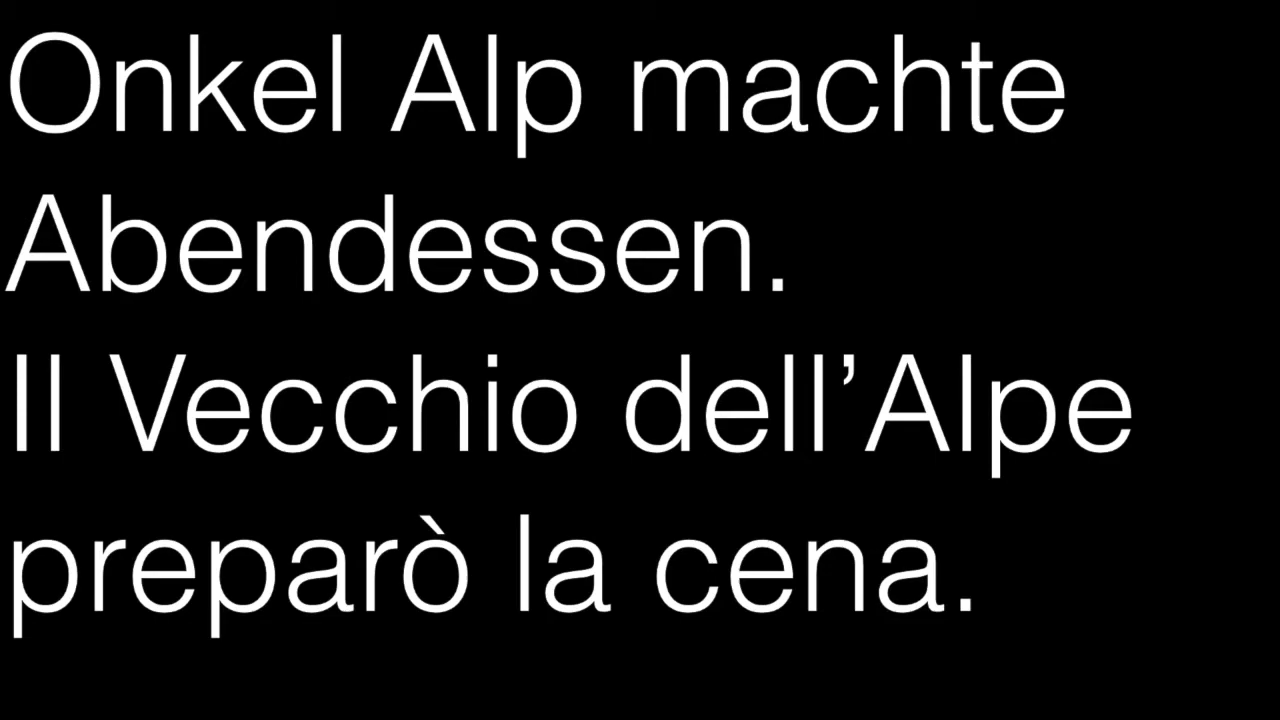 Onkel Alp machte
Abendessen.
Il Vecchio dell’Alpe
preparò la cena.